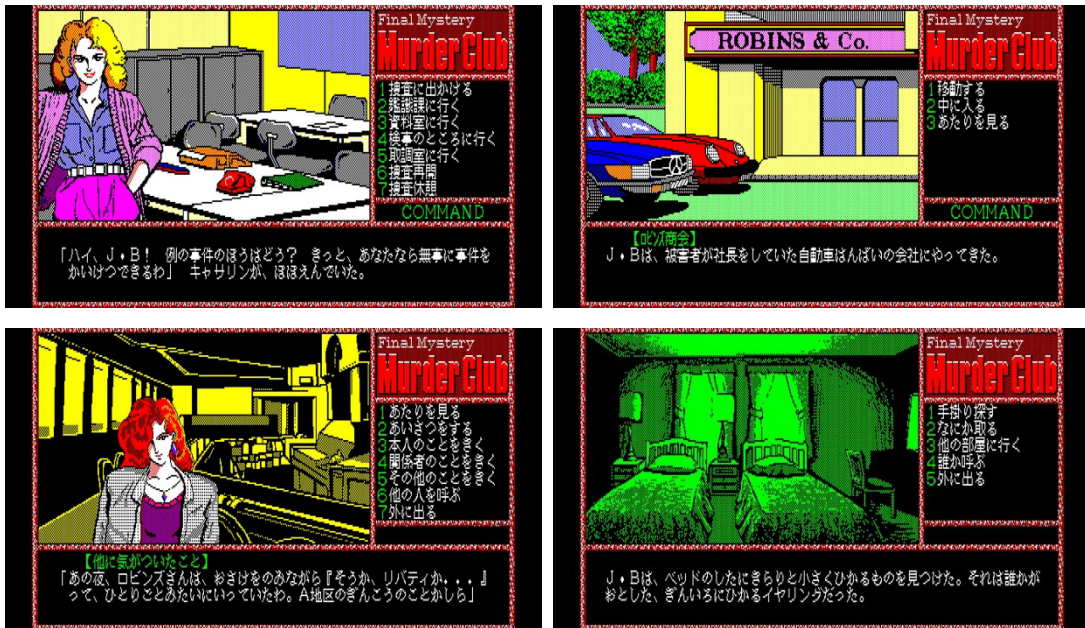 Final Mystery
Murder Club
1 捜査に出かける
2 鑑識課に行く
3 資料室に行く
4 検事のところに行く
5 取調室に行く
6 捜査再開
7 捜査休憩
COMMAND
「ハイ、J・B！ 例の事件のほうはどう？ きっと、あなたなら無事に事件を
かいけつできるわ」 キャサリンが、ほほえんでいた。
ROBINS & Co.
Final Mystery
Murder Club
1 移動する
2 中に入る
3 あたりを見る
COMMAND
【ロビンズ商会】
J・Bは、被害者が社長をしていた自動車はんばいの会社にやってきた。
Final Mystery
Murder Club
1 あたりを見る
2 あいさつをする
3 本人のことをきく
4 関係者のことをきく
5 その他のことをきく
6 他の人を呼ぶ
7 外に出る
【他に気がついたこと】
「あの夜、ロビンズさんは、おさけをのみながら『そうか、リバティか・・・』
って、ひとりごとみたいにいっていたわ。A地区のぎんこうのことかしら」
Final Mystery
Murder Club
1 手掛り探す
2 なにか取る
3 他の部屋に行く
4 誰か呼ぶ
5 外に出る
J・Bは、ベッドのしたにきらりと小さくひかるものを見つけた。それは誰かが
おとした、ぎんいろにひかるイヤリングだった。